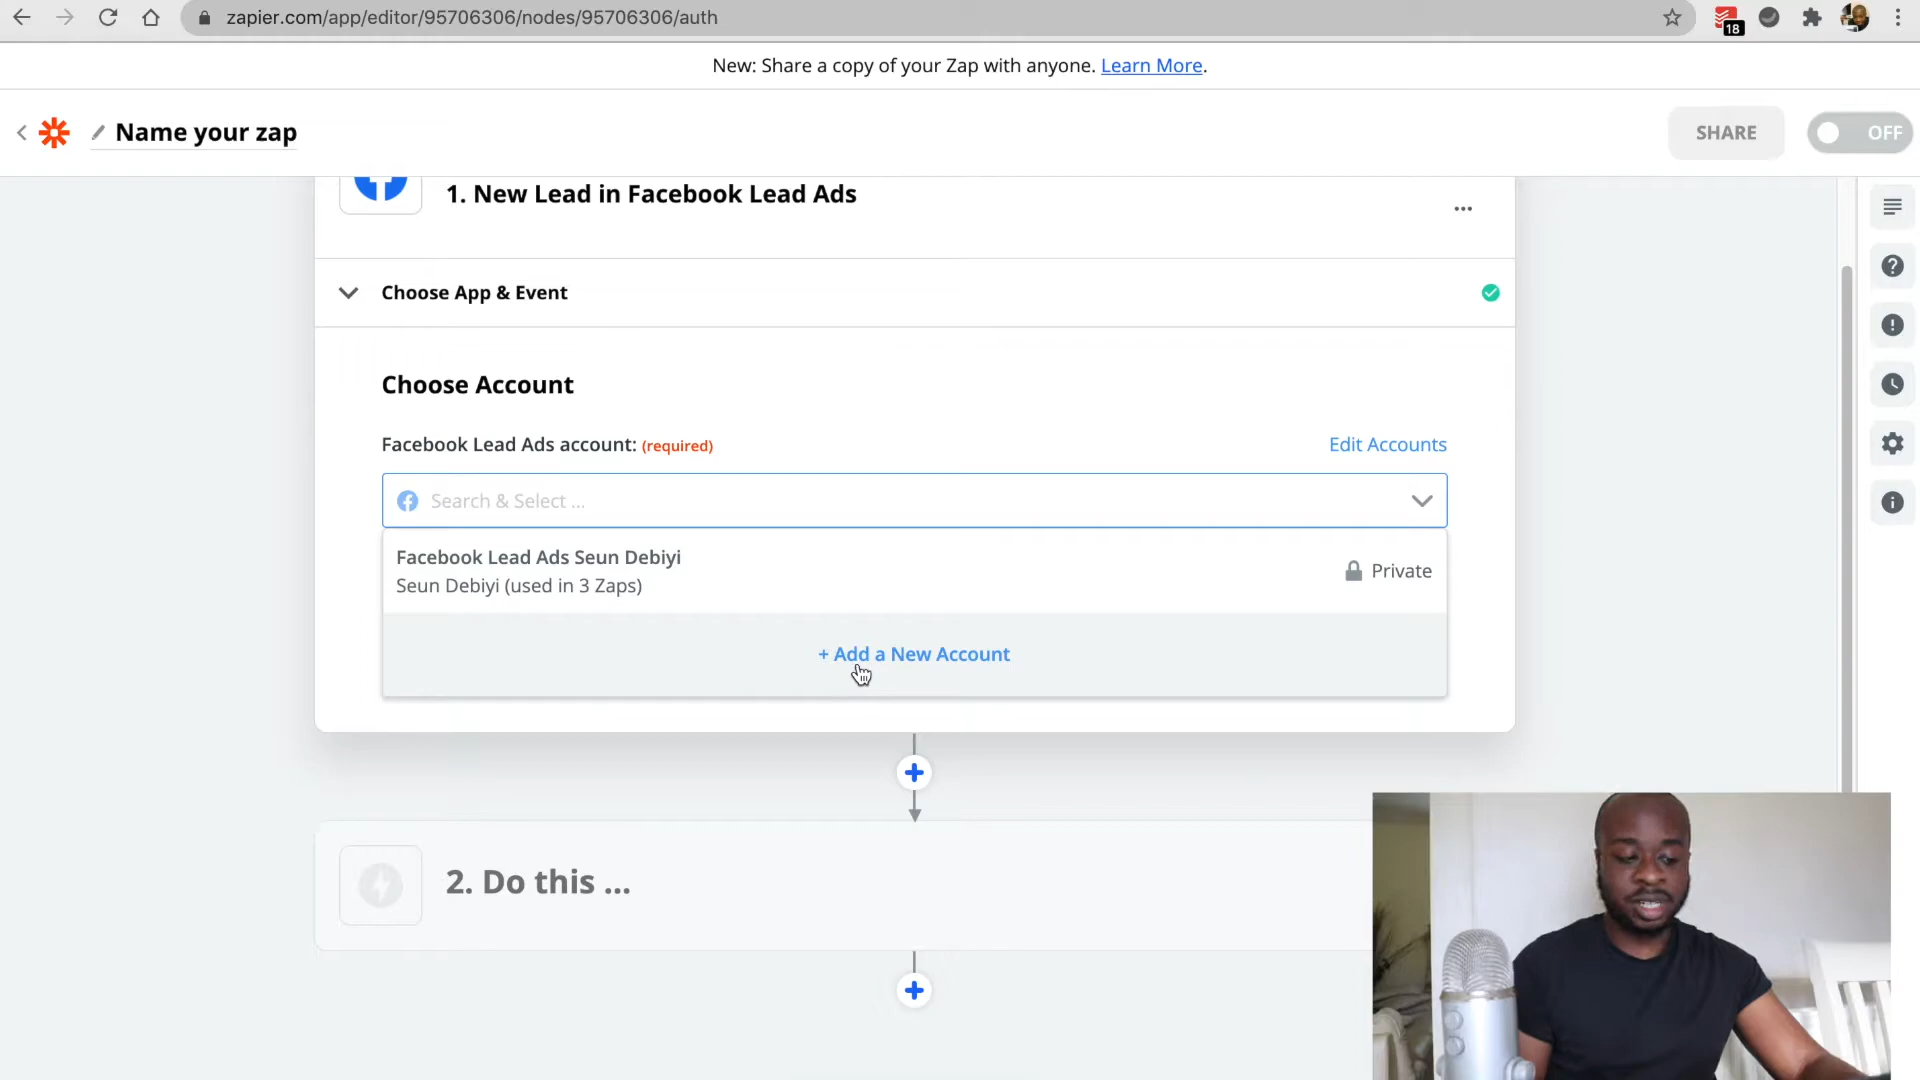 zapier.com/app/editor/95706306/nodes/95706306/auth
18
New: Share a copy of your Zap with anyone. Learn More.
Name your zap
SHARE
OFF
1. New Lead in Facebook Lead Ads
Choose App & Event
Choose Account
Facebook Lead Ads account: (required)
Edit Accounts
Search & Select ...
Facebook Lead Ads Seun Debiyi
Seun Debiyi (used in 3 Zaps)
Private
+ Add a New Account
2. Do this ...